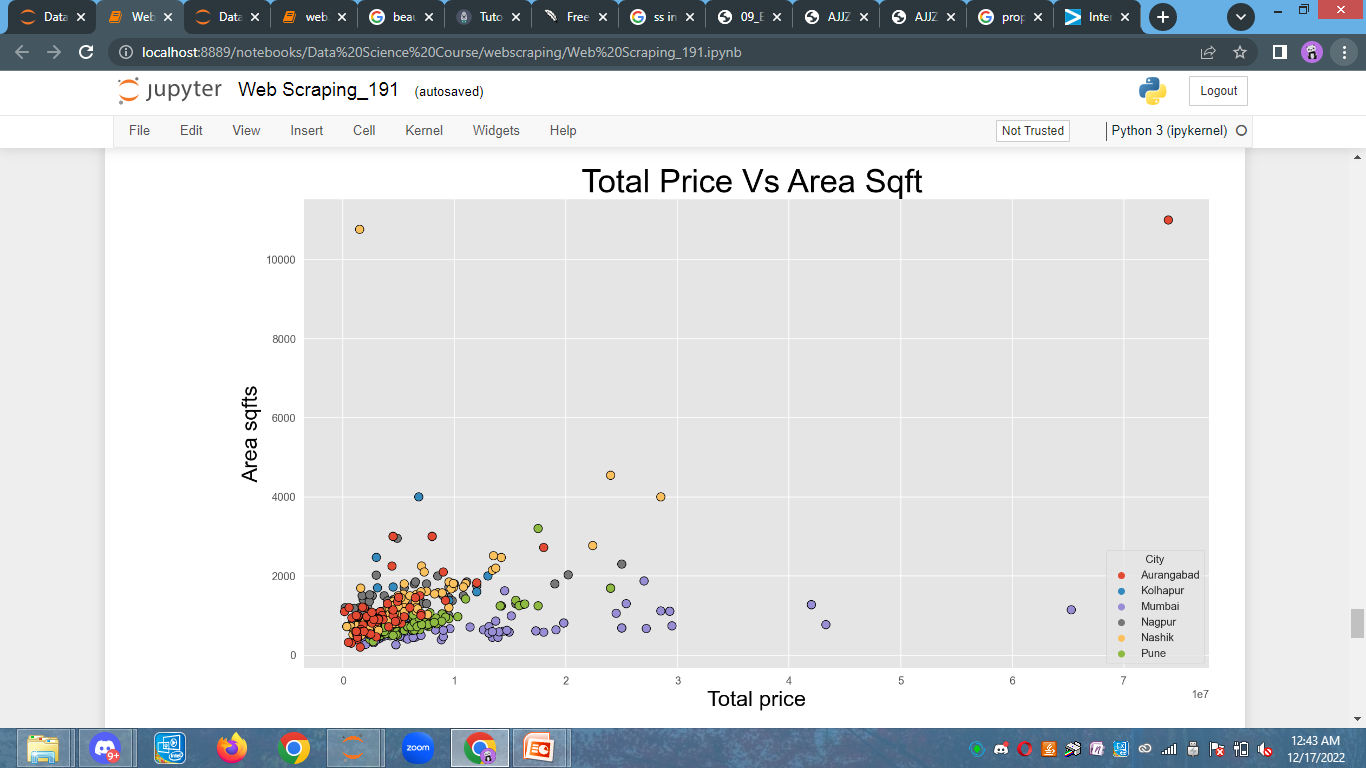 Data
Web
Data
web.
beau
Tuto
Free
ss in
09_E
AJJZ
AJJZ
prop
Inter
localhost:8889/notebooks/Data%20Science%20Course/webscraping/Web%20Scraping_191.ipynb
jupyter Web Scraping_191 (autosaved)
Logout
File Edit View Insert Cell Kernel Widgets Help
Not Trusted
Python 3 (ipykernel)
Total Price Vs Area Sqft
Area sqfts
10000
8000
6000
4000
2000
0
City
Aurangabad
Kolhapur
Mumbai
Nagpur
Nashik
Pune
0 1 2 3 4 5 6 7
1e7
Total price
9+
zoom
12:43 AM
12/17/2022